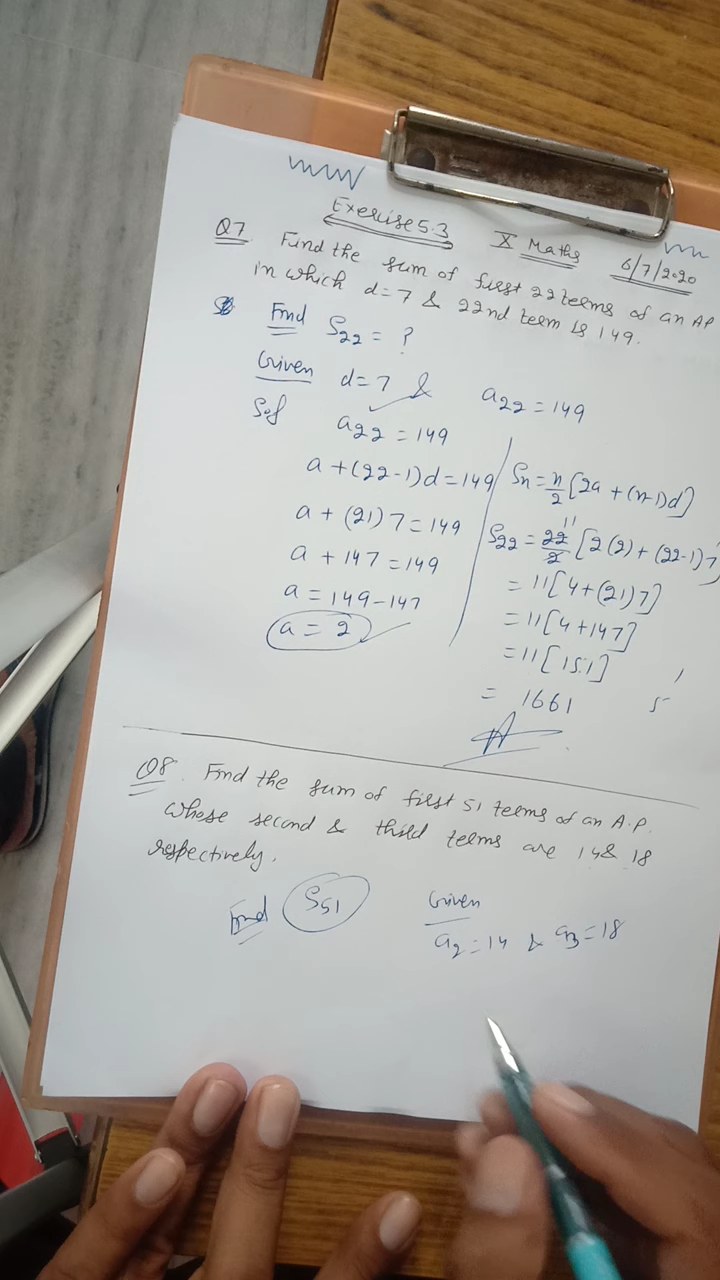 Exercise 5.3
X Maths
6/7/2020
Q7 Find the sum of first 22 terms of an AP
in which d=7 & 22nd term is 149.
Find S22 = ?
Given d=7 & a22 = 149
Sol
a22 = 149
a+(22-1)d=149
a + (21) 7 = 149
a + 147 = 149
a = 149-147
a = 2
Sn = n/2 [2a + (n-1)d]
S22 = 22/2 [2(2) + (22-1)7]
11
= 11[4+(21)7]
= 11[4+147]
= 11[151]
= 1661
Q8. Find the sum of first 51 terms of an A.P.
whose second & third terms are 14 & 18
respectively.
Find S51
Given
a2 = 14 & a3 = 18